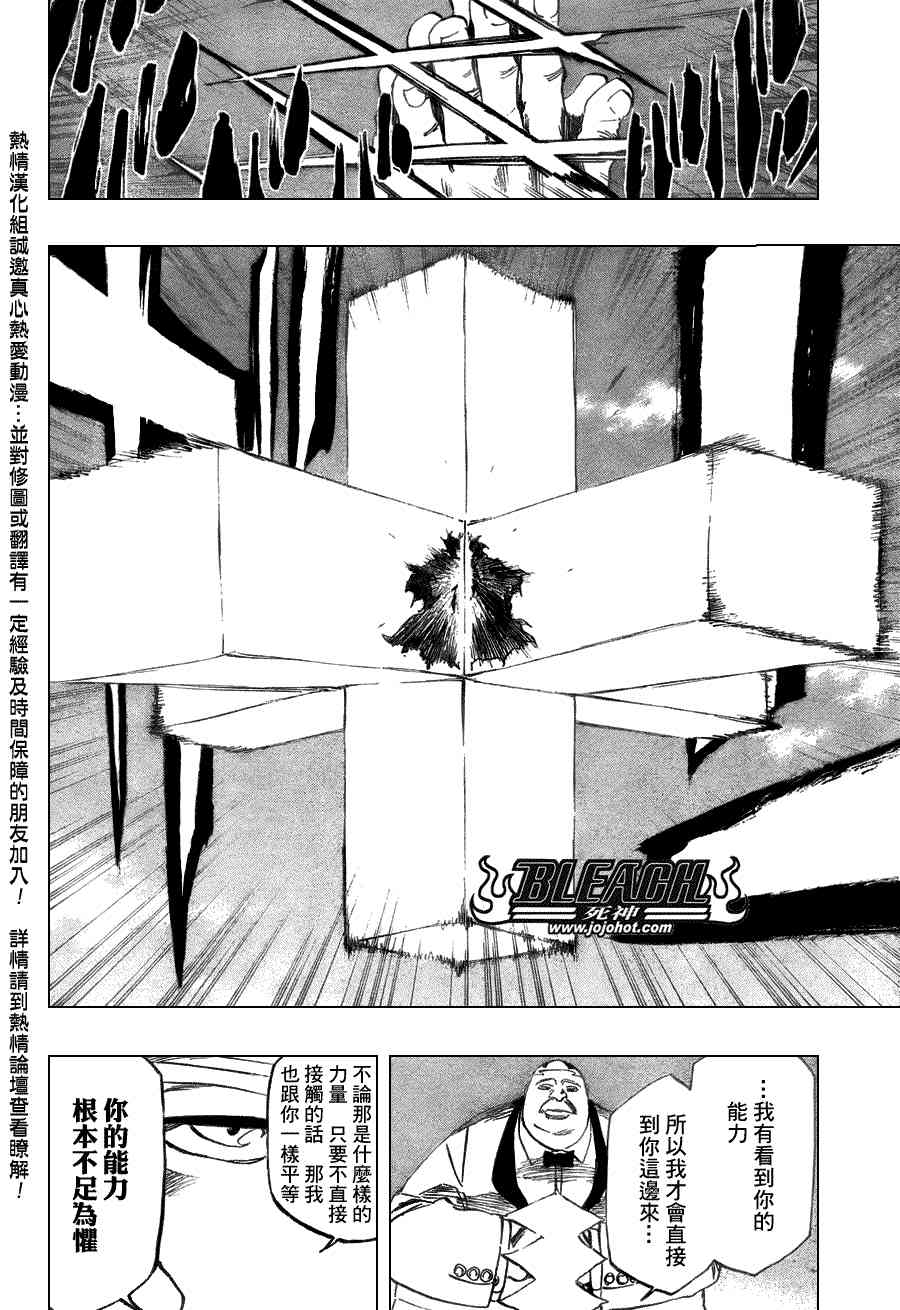 熱情漢化組誠邀真心熱愛動漫…並對修圖或翻譯有一定經驗及時間保障的朋友加入！ 詳情請到熱情論壇查看瞭解！
BLEACH
死神
www.jojohot.com
…我有看到你的
能力
所以我才會直接
到你這邊來…
不論那是什麼樣的
力量 只要不直接
接觸的話 那我
也跟你一樣平等
你的能力
根本不足為懼